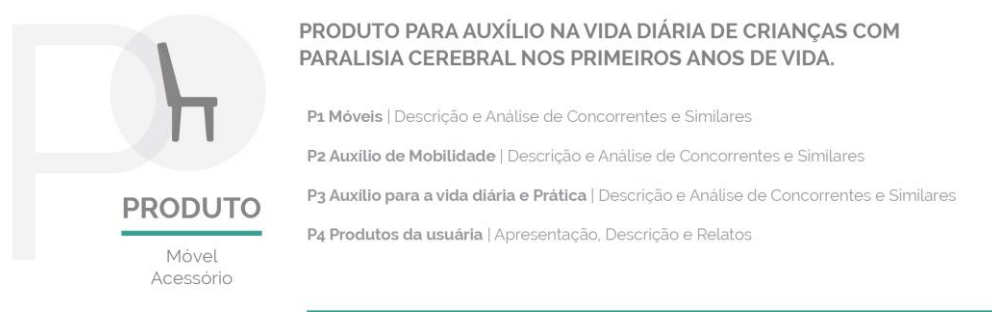 P
PRODUTO
Móvel
Acessório
PRODUTO PARA AUXÍLIO NA VIDA DIÁRIA DE CRIANÇAS COM
PARALISIA CEREBRAL NOS PRIMEIROS ANOS DE VIDA.
P1 Móveis | Descrição e Análise de Concorrentes e Similares
P2 Auxílio de Mobilidade | Descrição e Análise de Concorrentes e Similares
P3 Auxílio para a vida diária e Prática | Descrição e Análise de Concorrentes e Similares
P4 Produtos da usuária | Apresentação, Descrição e Relatos